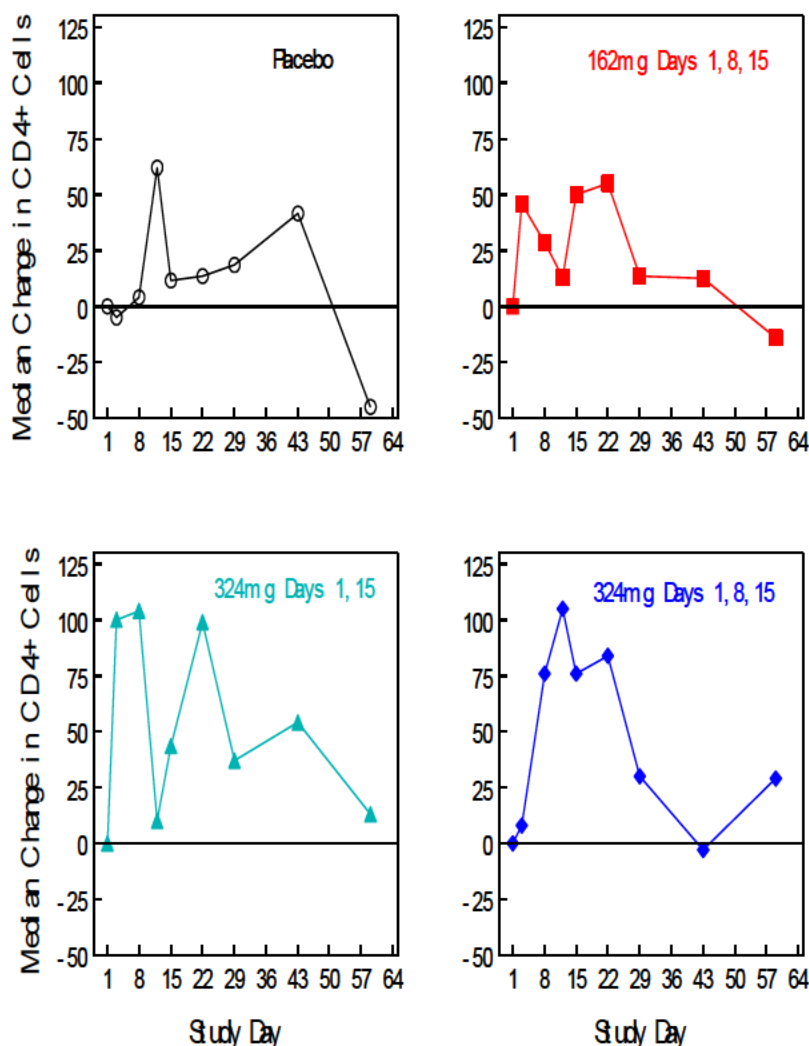 Placebo
Median Change in CD4+ Cells
125
100
75
50
25
0
-25
-50
1 8 15 22 29 36 43 50 57 64
162mg Days 1, 8, 15
125
100
75
50
25
0
-25
-50
1 8 15 22 29 36 43 50 57 64
324mg Days 1, 15
Median Change in CD4+ Cells
125
100
75
50
25
0
-25
-50
1 8 15 22 29 36 43 50 57 64
Study Day
324mg Days 1, 8, 15
125
100
75
50
25
0
-25
-50
1 8 15 22 29 36 43 50 57 64
Study Day